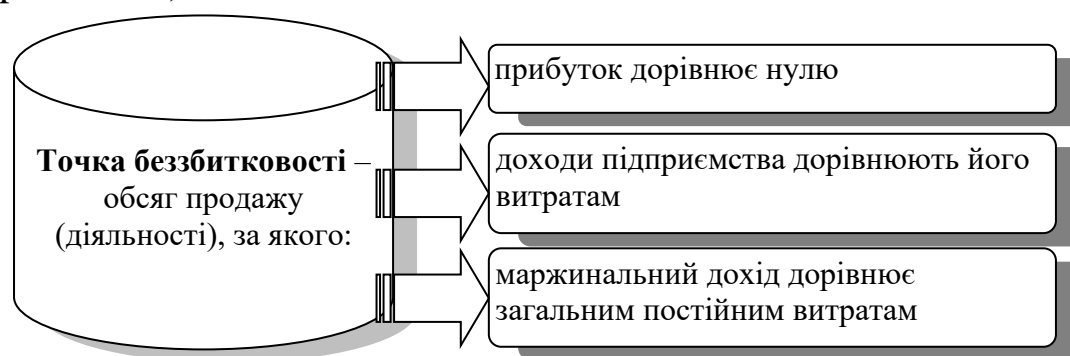 Точка беззбитковості –
обсяг продажу
(діяльності), за якого:
прибуток дорівнює нулю
доходи підприємства дорівнюють його
витратам
маржинальний дохід дорівнює
загальним постійним витратам